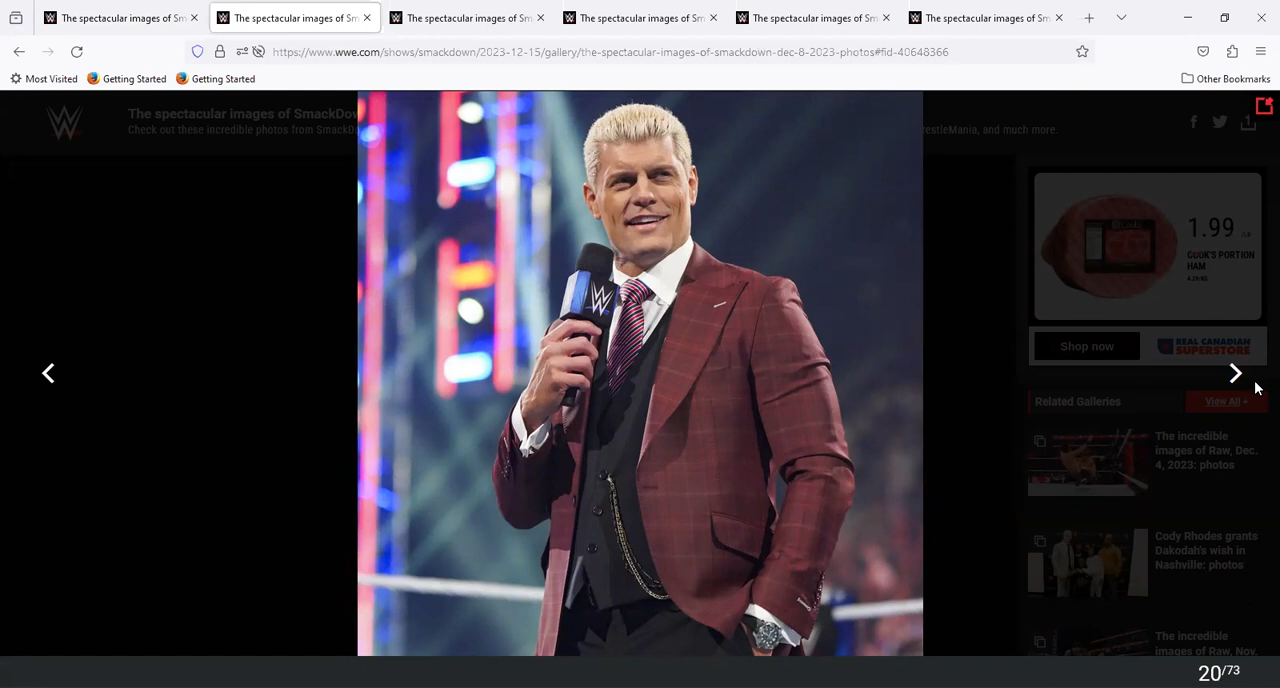 The spectacular images of Sm
The spectacular images of Sm
The spectacular images of Sm
The spectacular images of Sm
The spectacular images of Sm
The spectacular images of Sm
https://www.wwe.com/shows/smackdown/2023-12-15/gallery/the-spectacular-images-of-smackdown-dec-8-2023-photos#fid-40648366
Most Visited
Getting Started
Getting Started
Other Bookmarks
The spectacular images of SmackDow
Check out these incredible photos from SmackDo
restleMania, and much more.
W
1.99
COOK'S PORTION
HAM
Shop now
REAL CANADIAN
SUPERSTORE
Related Galleries
View All +
The incredible
images of Raw, Dec.
4, 2023: photos
Cody Rhodes grants
Dakodah's wish in
Nashville: photos
The incredible
images of Raw, Nov.
20/73